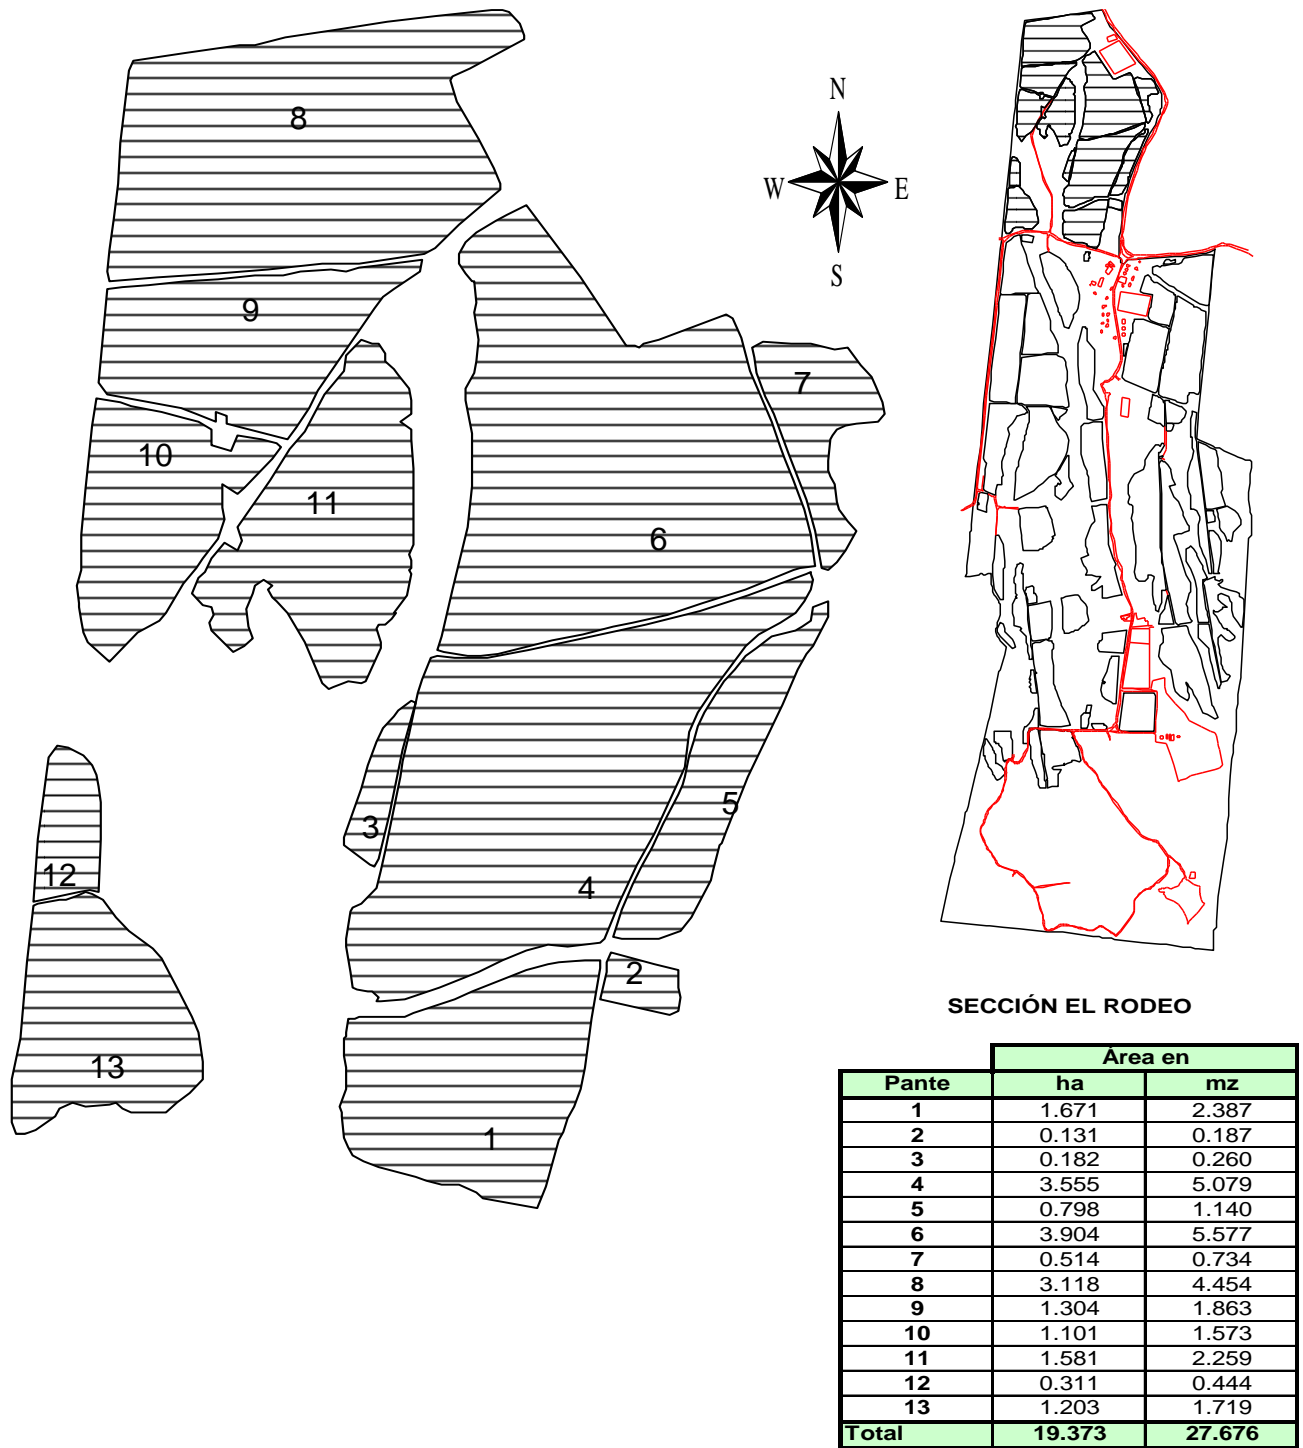 8
N
W E
S
9
7
10
11
6
3
5
12
4
2
13
1
SECCIÓN EL RODEO
Área en
Pante ha mz
1 1.671 2.387
2 0.131 0.187
3 0.182 0.260
4 3.555 5.079
5 0.798 1.140
6 3.904 5.577
7 0.514 0.734
8 3.118 4.454
9 1.304 1.863
10 1.101 1.573
11 1.581 2.259
12 0.311 0.444
13 1.203 1.719
Total 19.373 27.676